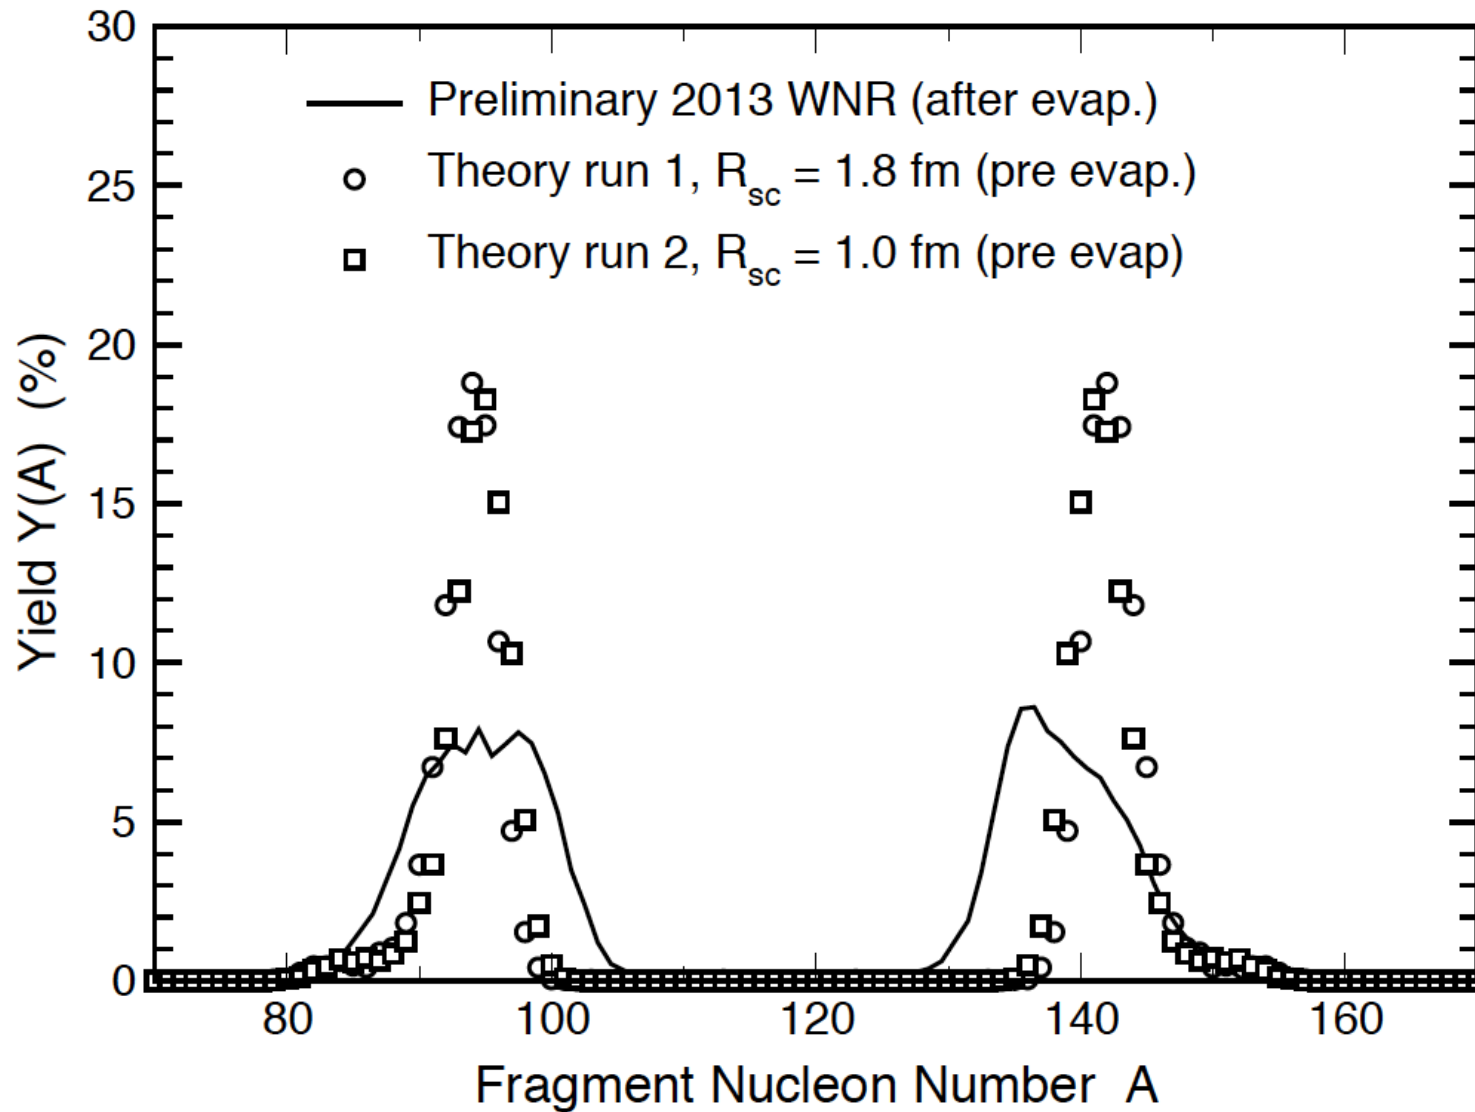 30
25
20
15
10
5
0
Yield Y(A) (%)
Preliminary 2013 WNR (after evap.)
Theory run 1, Rsc = 1.8 fm (pre evap.)
Theory run 2, Rsc = 1.0 fm (pre evap)
80 100 120 140 160
Fragment Nucleon Number A